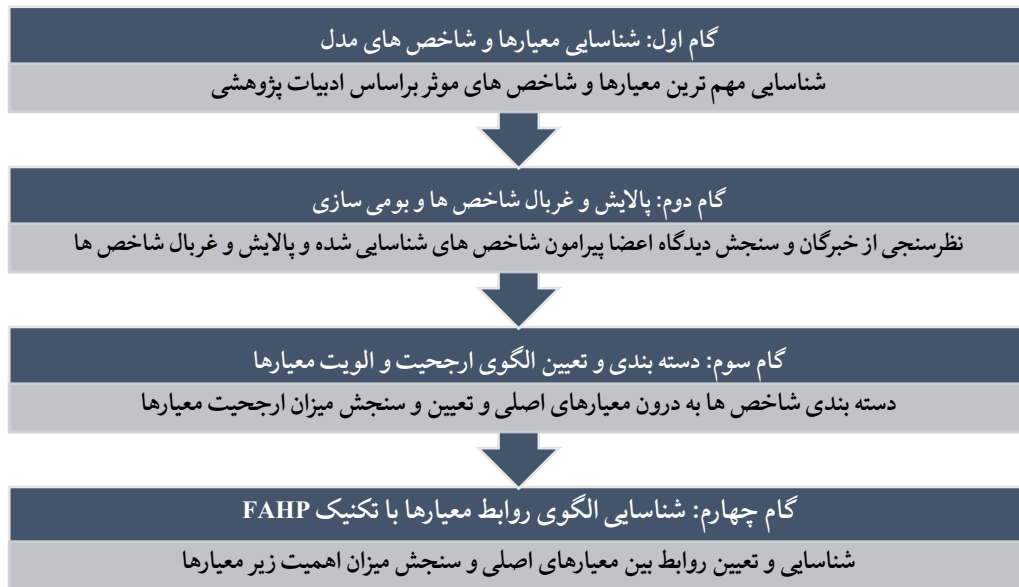 گام اول: شناسایی معیارها و شاخص های مدل
شناسایی مهم ترین معیارها و شاخص های موثر براساس ادبیات پژوهشی
گام دوم: پالایش و غربال شاخص ها و بومی سازی
نظرسنجی از خبرگان و سنجش دیدگاه اعضا پیرامون شاخص های شناسایی شده و پالایش و غربال شاخص ها
گام سوم: دسته بندی و تعیین الگوی ارجحیت و الویت معیارها
دسته بندی شاخص ها به درون معیارهای اصلی و تعیین و سنجش میزان ارجحیت معیارها
گام چهارم: شناسایی الگوی روابط معیارها با تکنیک FAHP
شناسایی و تعیین روابط بین معیارهای اصلی و سنجش میزان اهمیت زیر معیارها